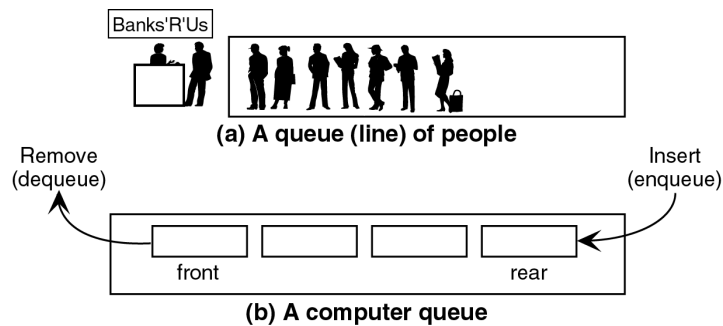 Banks'R'Us
(a) A queue (line) of people
Remove
(dequeue)
Insert
(enqueue)
front
rear
(b) A computer queue